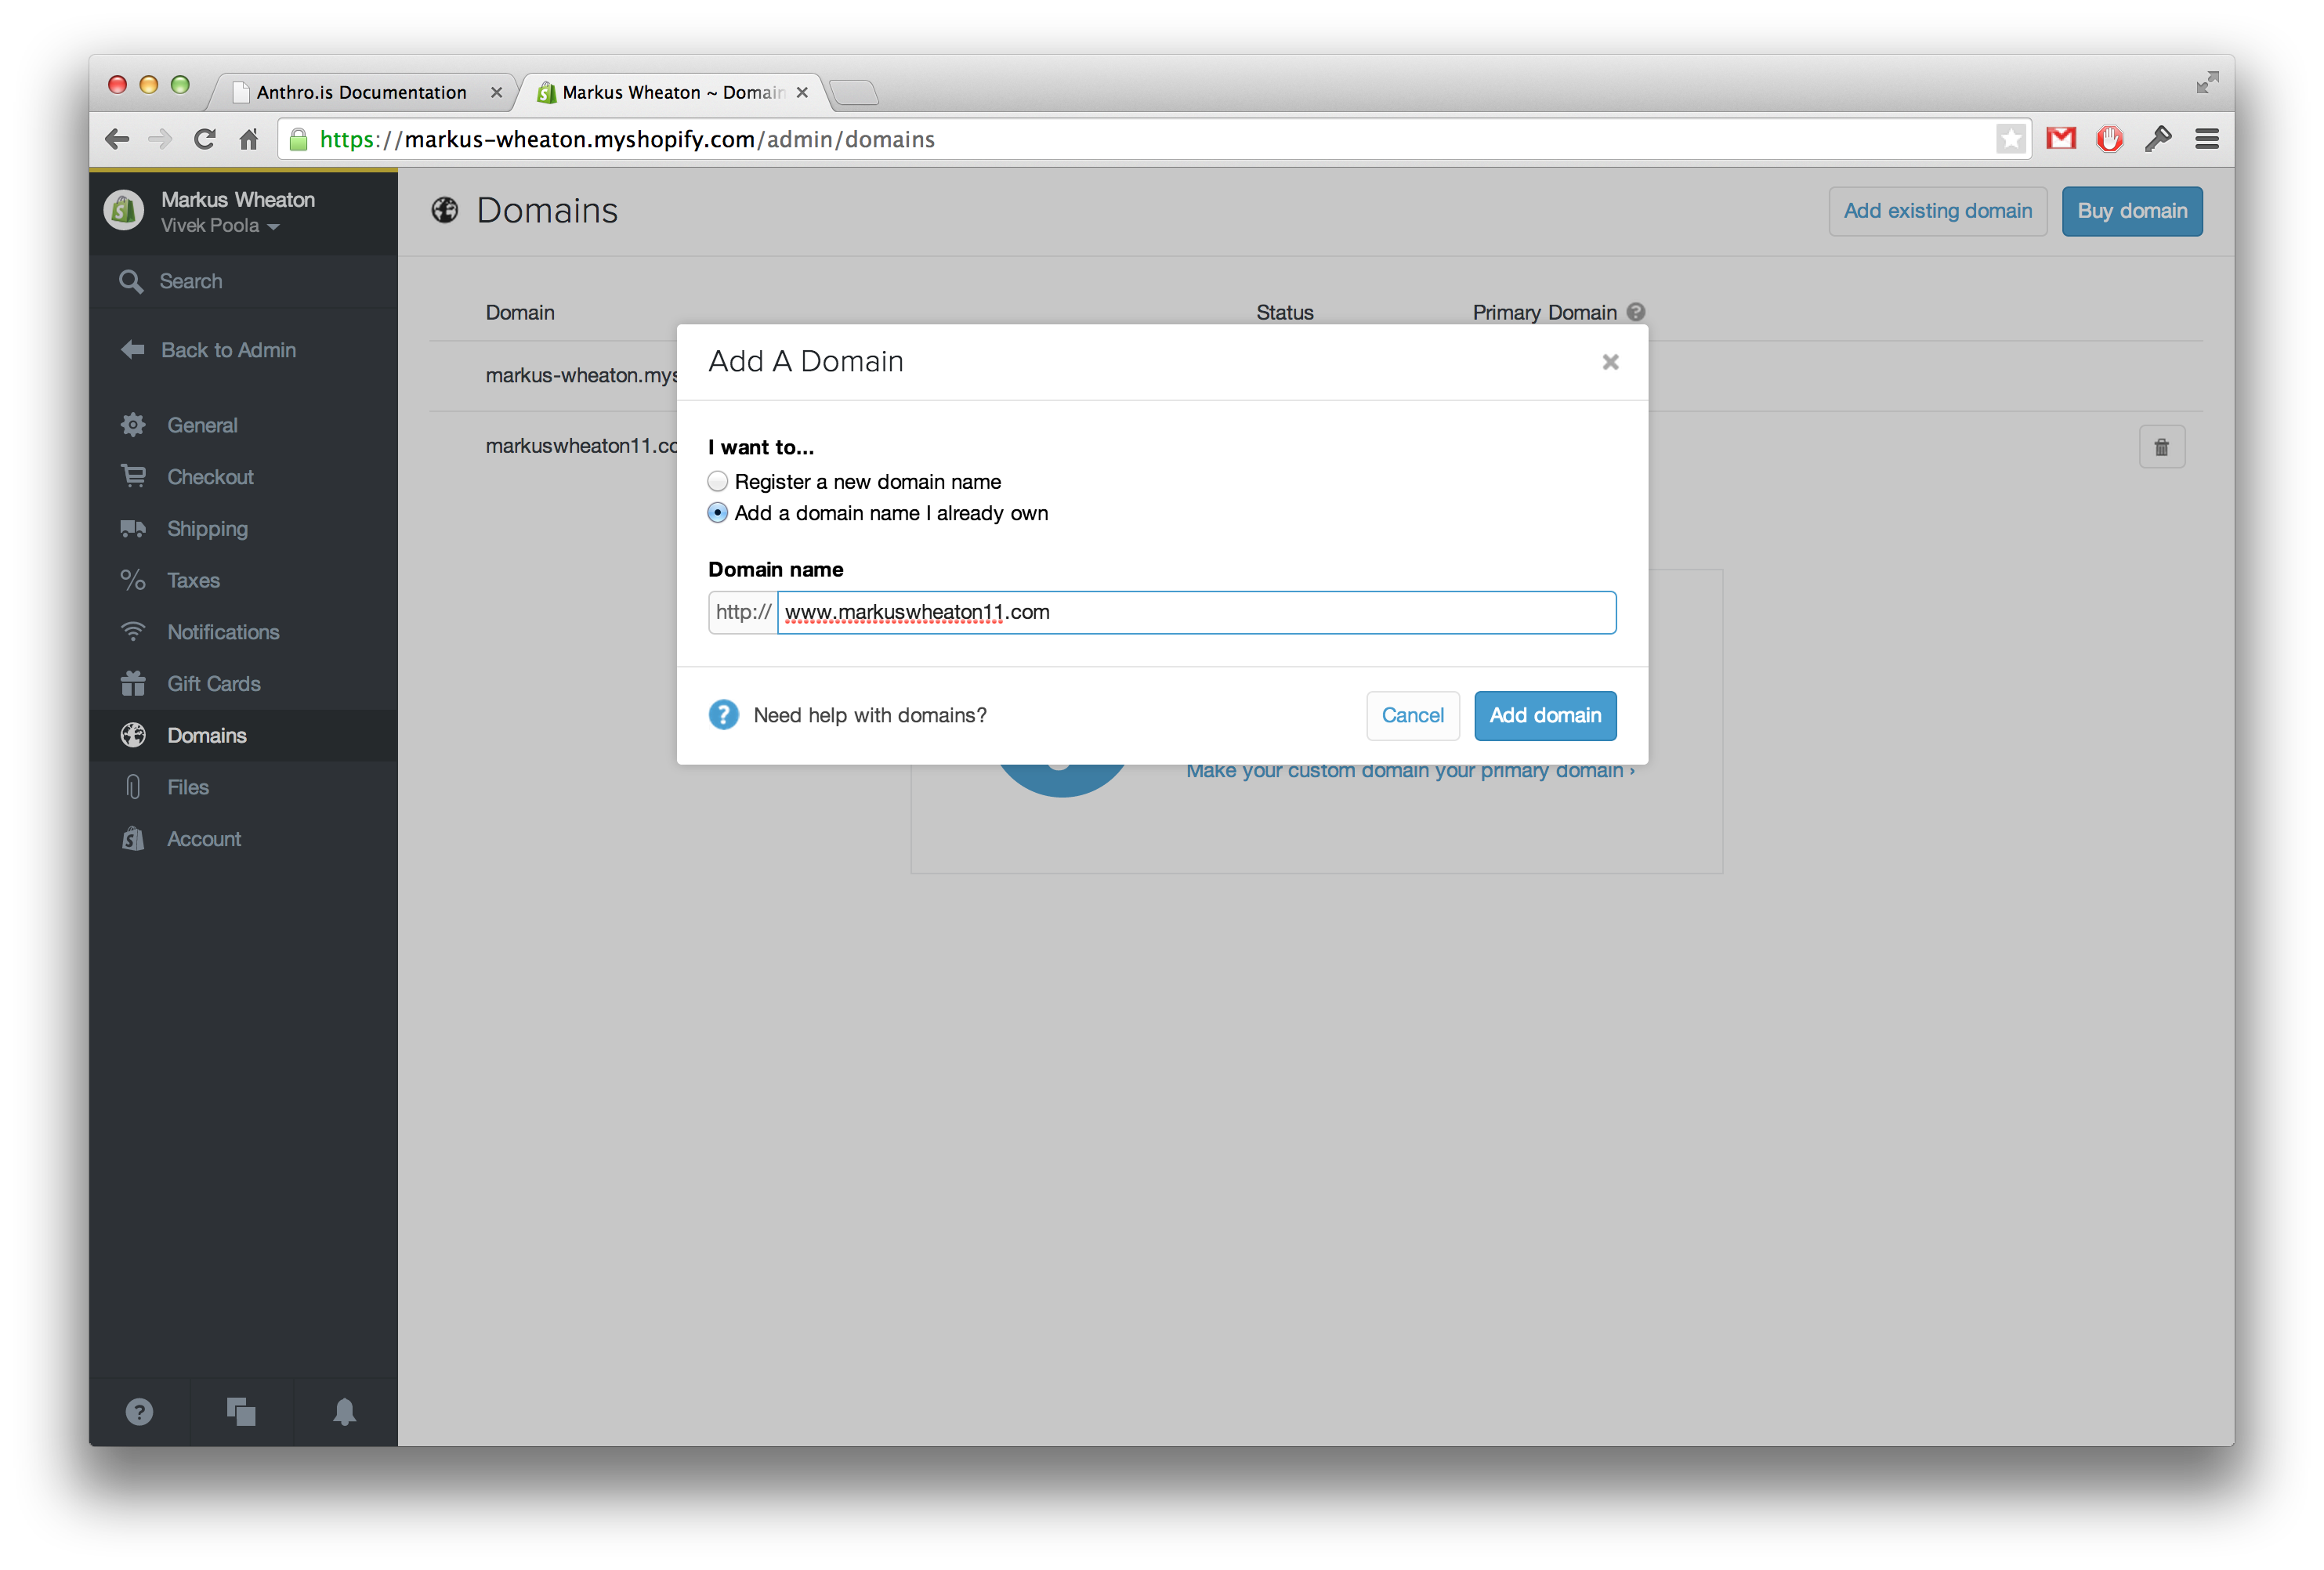 Anthro.is Documentation
Markus Wheaton ~ Domain
https://markus-wheaton.myshopify.com/admin/domains
Markus Wheaton
Vivek Poola
Search
Back to Admin
General
Checkout
Shipping
Taxes
Notifications
Gift Cards
Domains
Files
Account
Domains
Add existing domain
Buy domain
Domain Status Primary Domain ?
markus-wheaton.mys
markuswheaton11.co
Add A Domain
I want to...
Register a new domain name
Add a domain name I already own
Domain name
http:// www.markuswheaton11.com
? Need help with domains?
Cancel
Add domain
Make your custom domain your primary domain ›
?